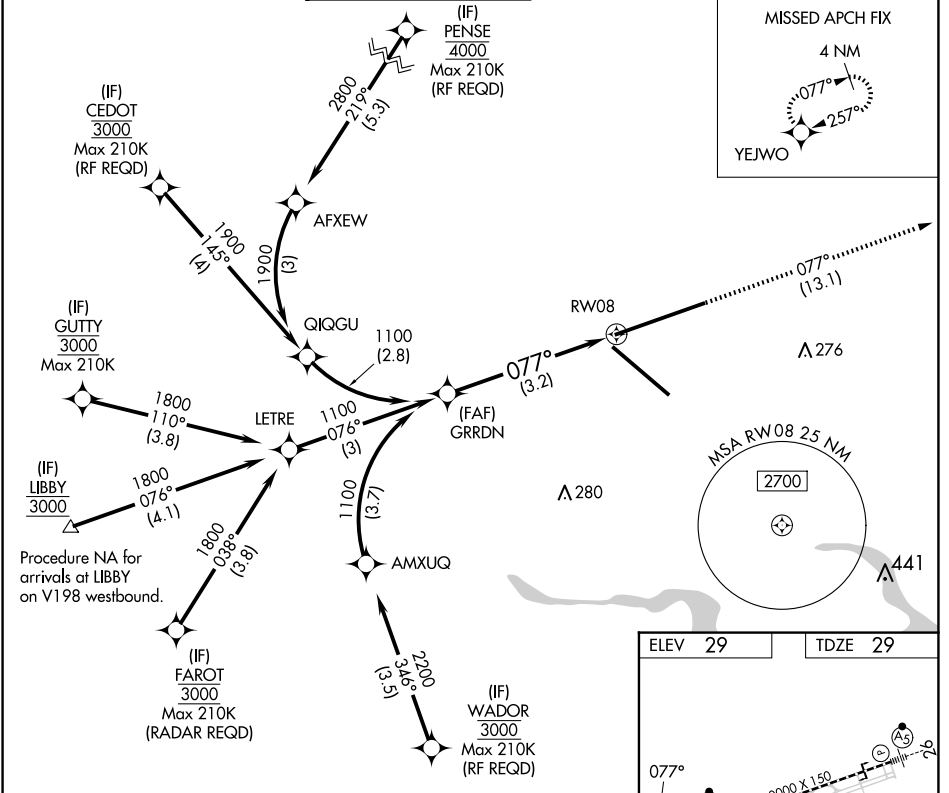 (IF)
PENSE
4000
Max 210K
(RF REQD)
MISSED APCH FIX
4 NM
077°
257°
YEJWO
(IF)
CEDOT
3000
Max 210K
(RF REQD)
2800
219°
(5.3)
AFXEW
1900
145°
(4)
1900
(3)
077°
(13.1)
RW08
(IF)
GUTTY
3000
Max 210K
QIQGU
1100
(2.8)
276
077°
(3.2)
1800
110°
(3.8)
LETRE
1100
076°
(3)
(FAF)
GRRDN
MSA RW08 25 NM
2700
(IF)
LIBBY
3000
1800
076°
(4.1)
280
1100
(3.7)
Procedure NA for
arrivals at LIBBY
on V198 westbound.
1800
038°
(3.8)
AMXUQ
441
(IF)
FAROT
3000
Max 210K
(RADAR REQD)
2200
346°
(3.5)
(IF)
WADOR
3000
Max 210K
(RF REQD)
ELEV 29
TDZE 29
A5
P
26
077°
000 X 150